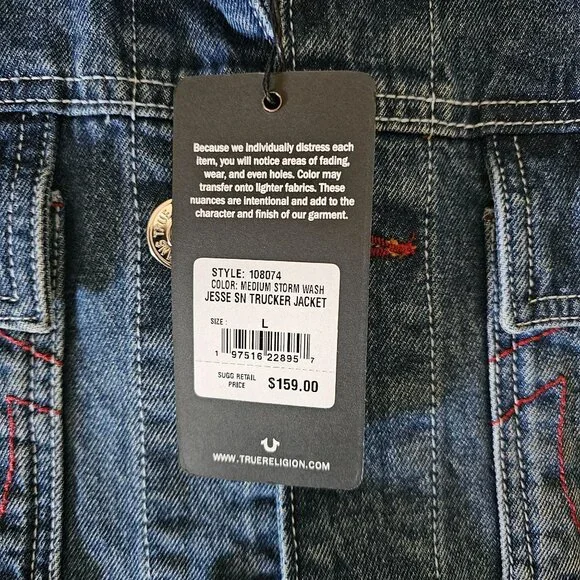 Because we individually distress each
item, you will notice areas of fading,
wear, and even holes. Color may
transfer onto lighter fabrics. These
nuances are intentional and add to the
character and finish of our garment.
STYLE: 108074
COLOR: MEDIUM STORM WASH
JESSE SN TRUCKER JACKET
SIZE : L
1 97516 22895 7
SUGG RETAIL
PRICE $159.00
WWW.TRUERELIGION.COM